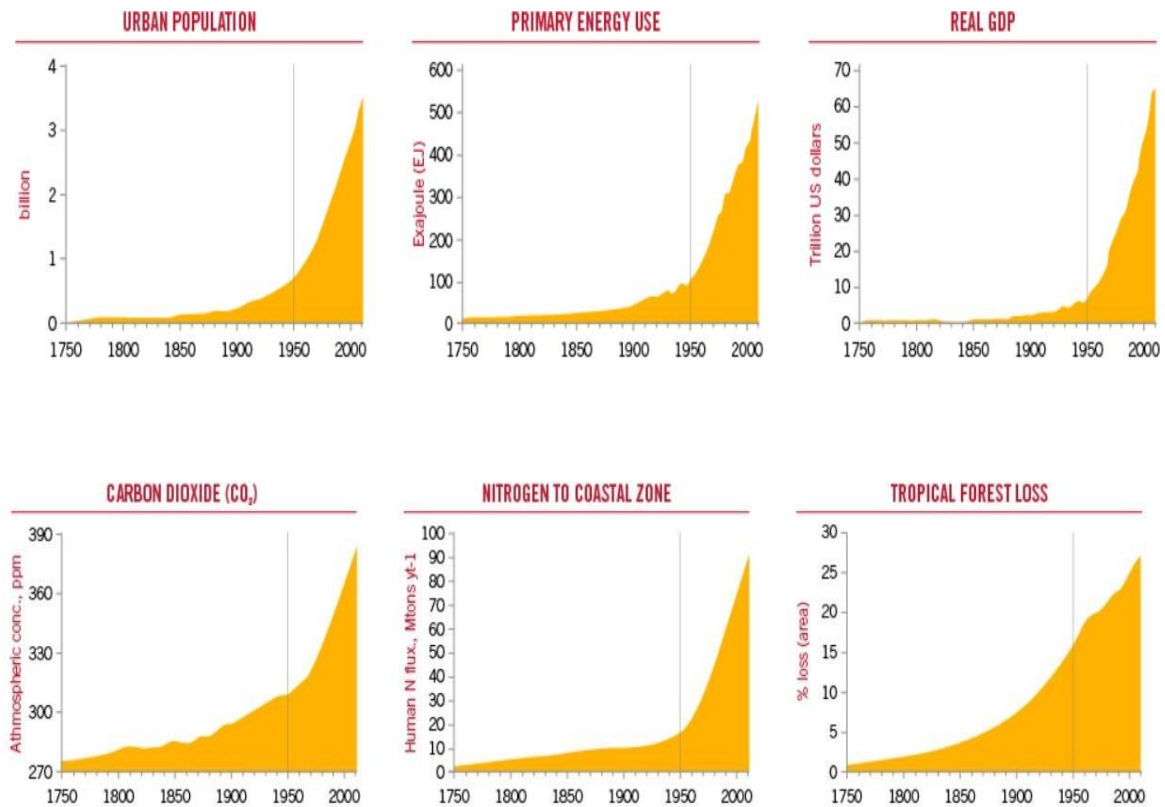 URBAN POPULATION
4
3
2
1
0
billion
1750 1800 1850 1900 1950 2000
PRIMARY ENERGY USE
600
500
400
300
200
100
0
Exajoule (EJ)
1750 1800 1850 1900 1950 2000
REAL GDP
70
60
50
40
30
20
10
0
Trillion US dollars
1750 1800 1850 1900 1950 2000
CARBON DIOXIDE (CO₂)
390
360
330
300
270
Athmospheric conc., ppm
1750 1800 1850 1900 1950 2000
NITROGEN TO COASTAL ZONE
100
90
80
70
60
50
40
30
20
10
0
Human N flux., Mtons yt-1
1750 1800 1850 1900 1950 2000
TROPICAL FOREST LOSS
30
25
20
15
10
5
0
% loss (area)
1750 1800 1850 1900 1950 2000